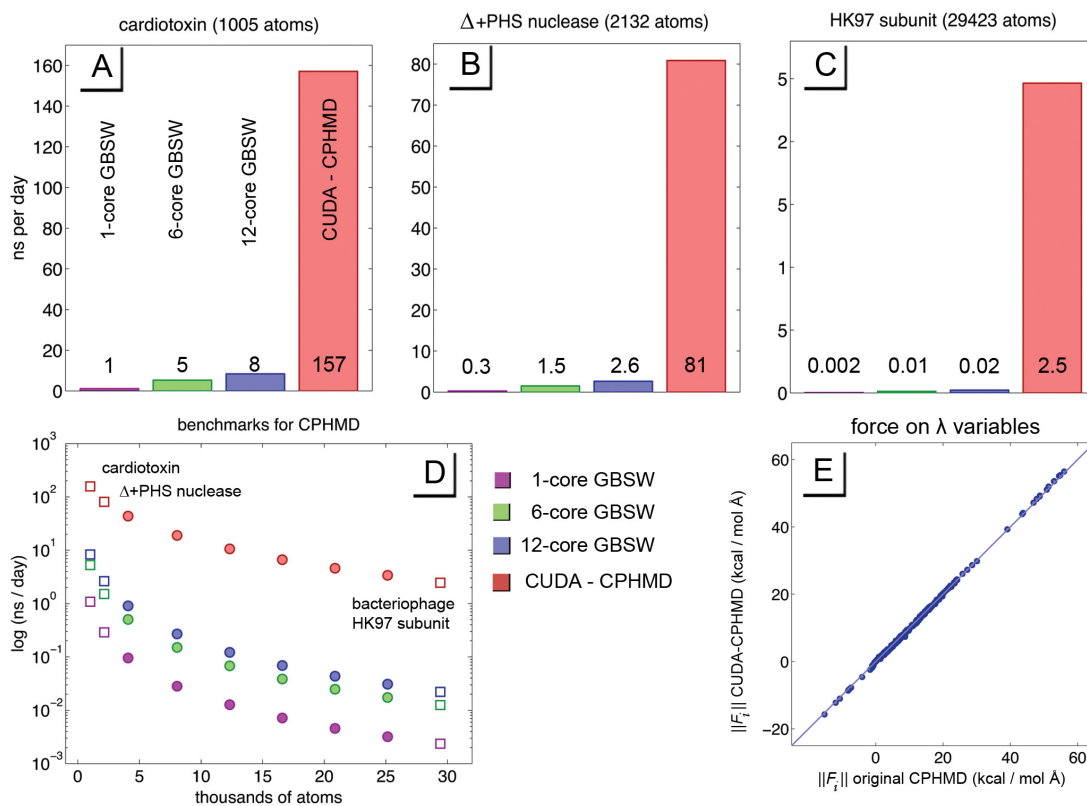 cardiotoxin (1005 atoms)
Δ+PHS nuclease (2132 atoms)
HK97 subunit (29423 atoms)
A
ns per day
160
140
120
100
80
60
40
20
0
1-core GBSW
6-core GBSW
12-core GBSW
CUDA - CPHMD
1
5
8
157
B
80
70
60
50
40
30
20
10
0
0.3
1.5
2.6
81
C
5
2
5
1
5
0
0.002
0.01
0.02
2.5
benchmarks for CPHMD
D
log (ns / day)
10³
10²
10¹
10⁰
10⁻¹
10⁻²
10⁻³
cardiotoxin
Δ+PHS nuclease
bacteriophage
HK97 subunit
0 5 10 15 20 25 30
thousands of atoms
1-core GBSW
6-core GBSW
12-core GBSW
CUDA - CPHMD
force on λ variables
E
||Fᵢ|| CUDA-CPHMD (kcal / mol Å)
60
40
20
0
−20
−20 0 20 40 60
||Fᵢ|| original CPHMD (kcal / mol Å)